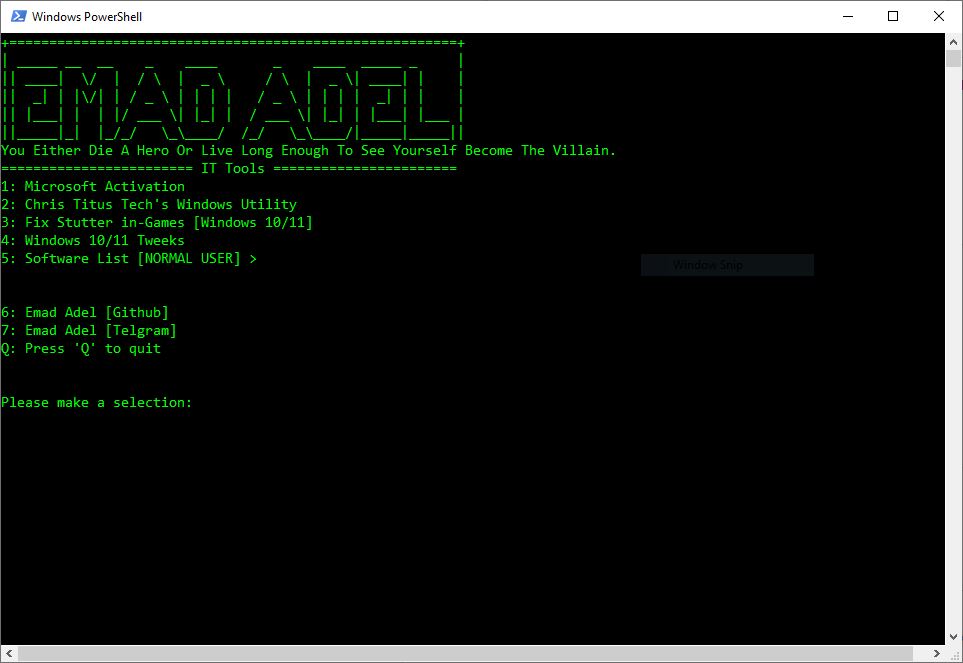 Windows PowerShell
EMAD ADEL
You Either Die A Hero Or Live Long Enough To See Yourself Become The Villain.
======================== IT Tools =======================
1: Microsoft Activation
2: Chris Titus Tech's Windows Utility
3: Fix Stutter in-Games [Windows 10/11]
4: Windows 10/11 Tweeks
5: Software List [NORMAL USER] >
Window Snip
6: Emad Adel [Github]
7: Emad Adel [Telgram]
Q: Press 'Q' to quit
Please make a selection: